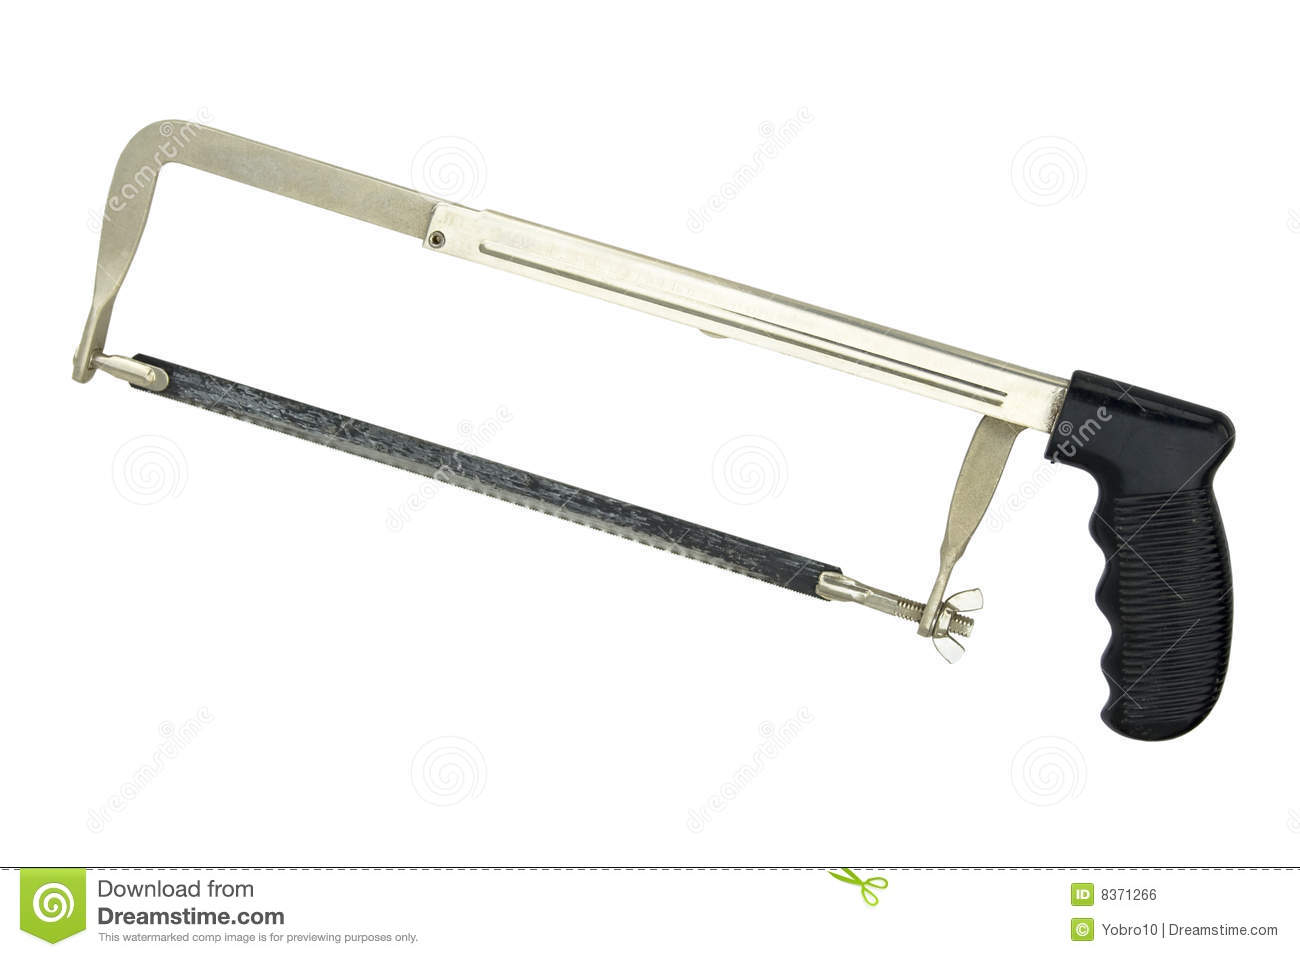 dreamstime
dreamstime
dreamstime
dreamstime
dreamstime
dreamstime
Download from
Dreamstime.com
This watermarked comp image is for previewing purposes only.
ID 8371266
© Yobro10 | Dreamstime.com